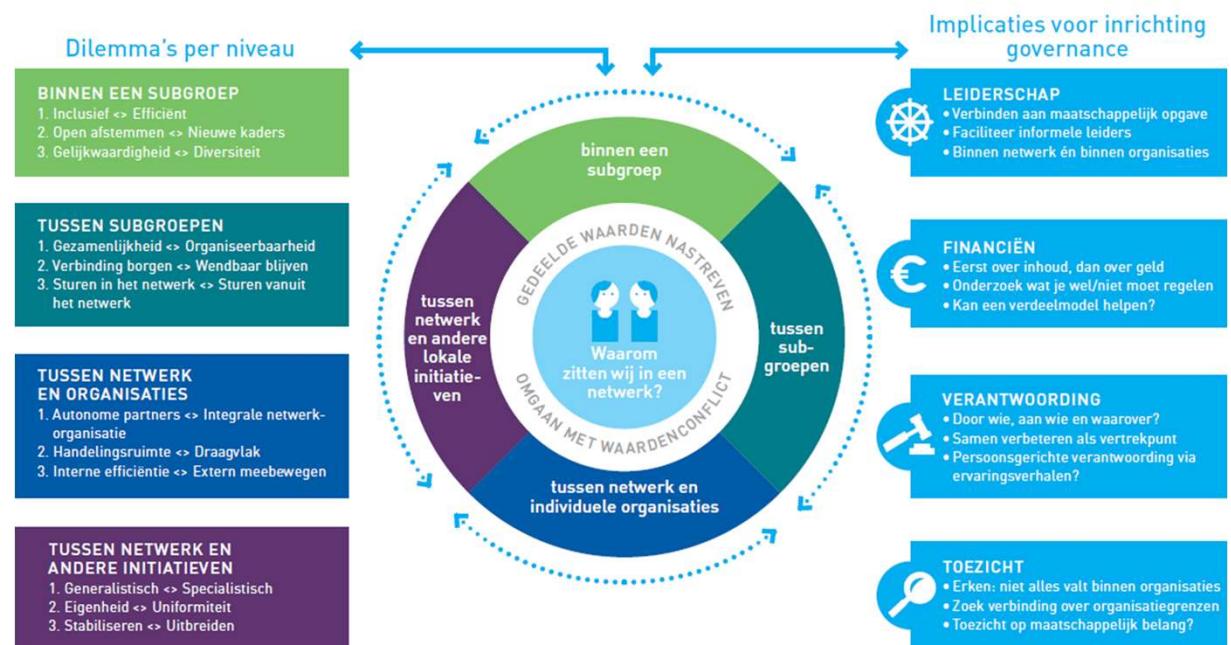 Dilemma's per niveau
BINNEN EEN SUBGROEP
1. Inclusief <> Efficiënt
2. Open afstemmen <> Nieuwe kaders
3. Gelijkwaardigheid <> Diversiteit
TUSSEN SUBGROEPEN
1. Gezamenlijkheid <> Organiseerbaarheid
2. Verbinding borgen <> Wendbaar blijven
3. Sturen in het netwerk <> Sturen vanuit
het netwerk
TUSSEN NETWERK
EN ORGANISATIES
1. Autonome partners <> Integrale netwerk-
organisatie
2. Handelingsruimte <> Draagvlak
3. Interne efficiëntie <> Extern meebewegen
TUSSEN NETWERK EN
ANDERE INITIATIEVEN
1. Generalistisch <> Specialistisch
2. Eigenheid <> Uniformiteit
3. Stabiliseren <> Uitbreiden
binnen een
subgroep
tussen
netwerk
en andere
lokale
initiatie-
ven
GEDEELDE WAARDEN NASTREVEN
Waarom
zitten wij in een
netwerk?
OMGAAN MET WAARDENCONFLICT
tussen
sub-
groepen
tussen netwerk en
individuele organisaties
Implicaties voor inrichting
governance
LEIDERSCHAP
• Verbinden aan maatschappelijk opgave
• Faciliteer informele leiders
• Binnen netwerk én binnen organisaties
€
FINANCIËN
• Eerst over inhoud, dan over geld
• Onderzoek wat je wel/niet moet regelen
• Kan een verdeelmodel helpen?
VERANTWOORDING
• Door wie, aan wie en waarover?
• Samen verbeteren als vertrekpunt
• Persoonsgerichte verantwoording via
ervaringsverhalen?
TOEZICHT
• Erken: niet alles valt binnen organisaties
• Zoek verbinding over organisatiegrenzen
• Toezicht op maatschappelijk belang?